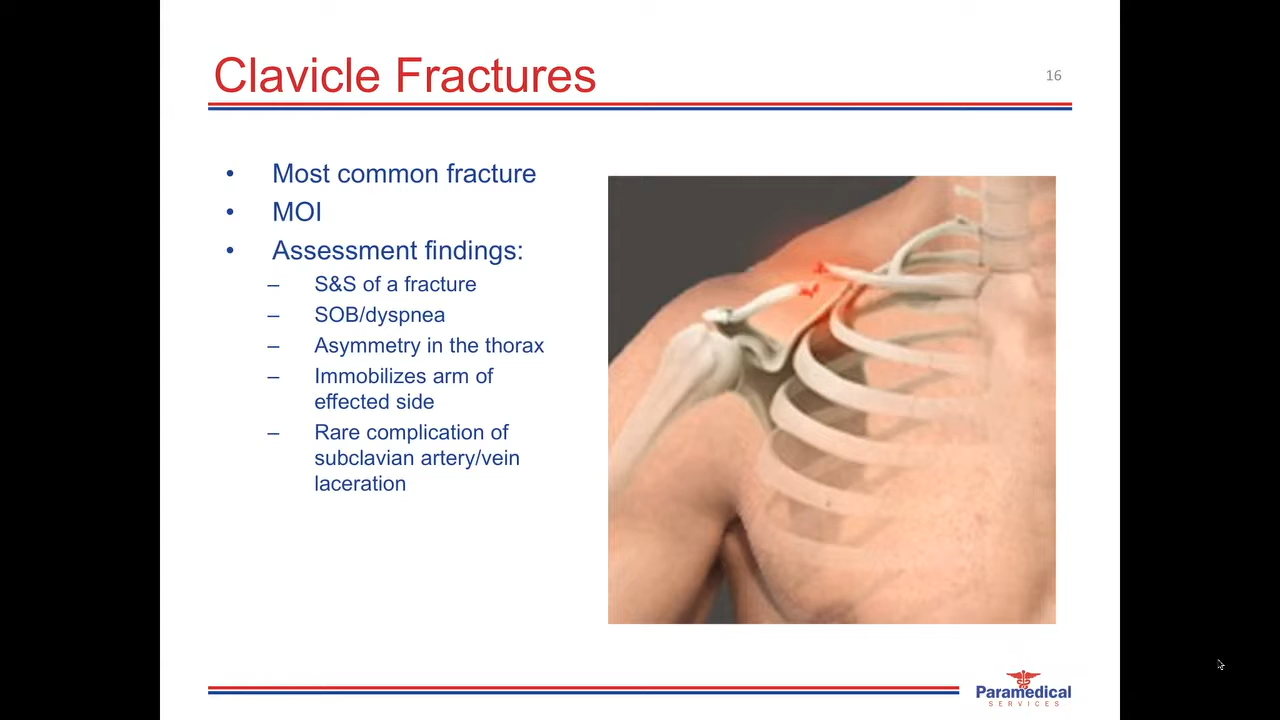 Clavicle Fractures
16
• Most common fracture
• MOI
• Assessment findings:
– S&S of a fracture
– SOB/dyspnea
– Asymmetry in the thorax
– Immobilizes arm of
effected side
– Rare complication of
subclavian artery/vein
laceration
Paramedical
SERVICES